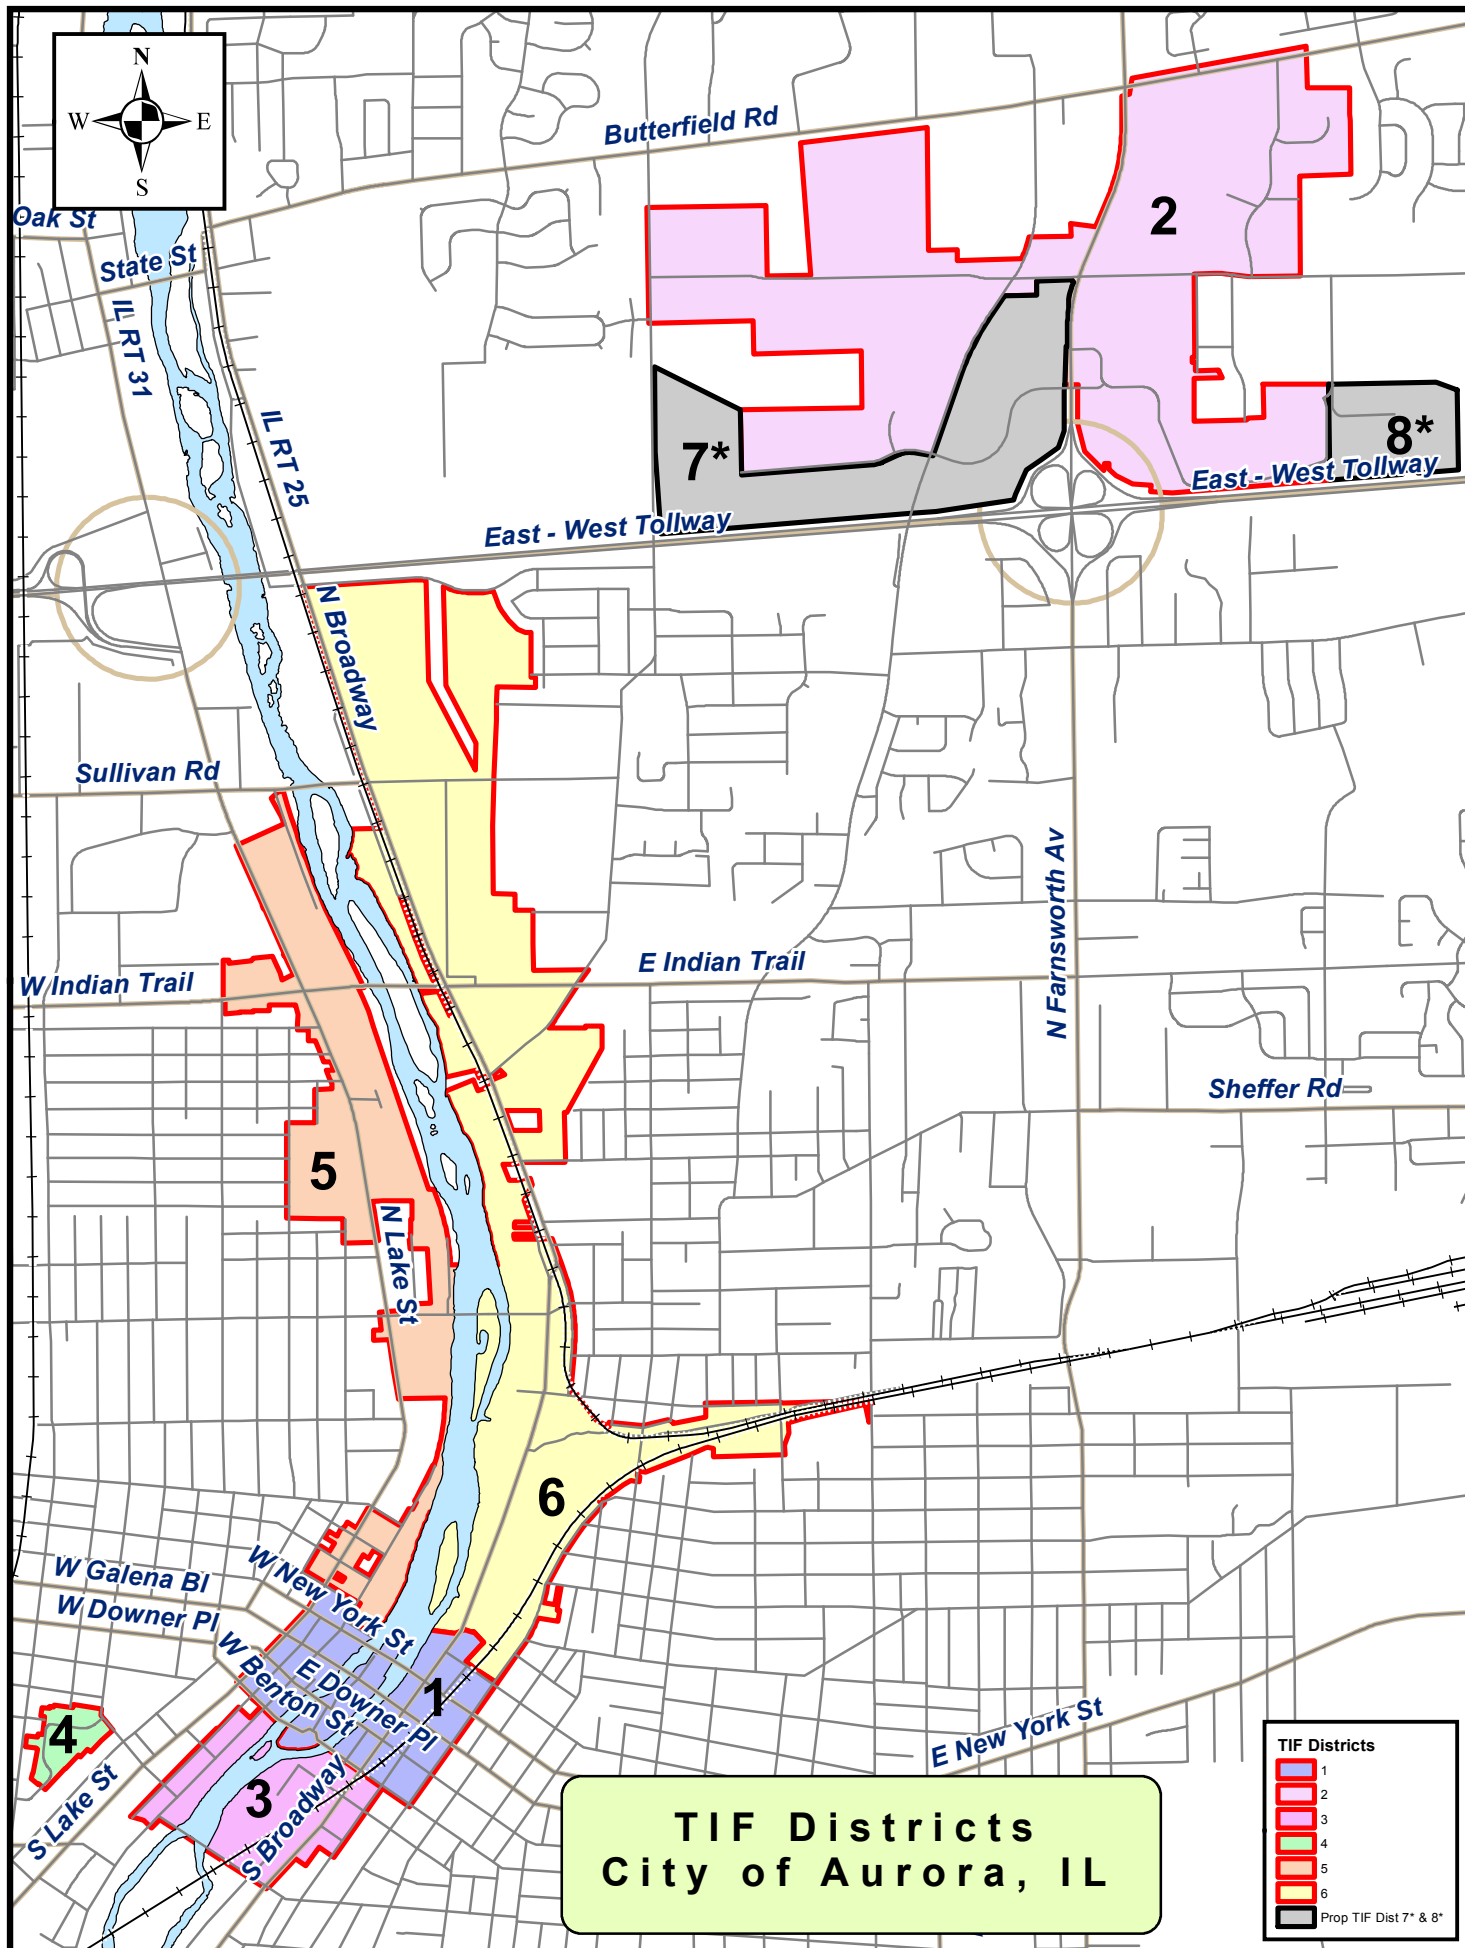 N
W E
S
Butterfield Rd
Oak St
State St
2
IL RT 31
IL RT 25
7*
8*
East - West Tollway
East - West Tollway
N Broadway
Sullivan Rd
N Farnsworth Av
E Indian Trail
W Indian Trail
Sheffer Rd
5
N Lake St
6
W Galena Bl
W New York St
W Downer Pl
W Benton St
E Downer Pl
1
4
E New York St
S Lake St
3
S Broadway
TIF Districts
City of Aurora, IL
TIF Districts
1
2
3
4
5
6
Prop TIF Dist 7* & 8*